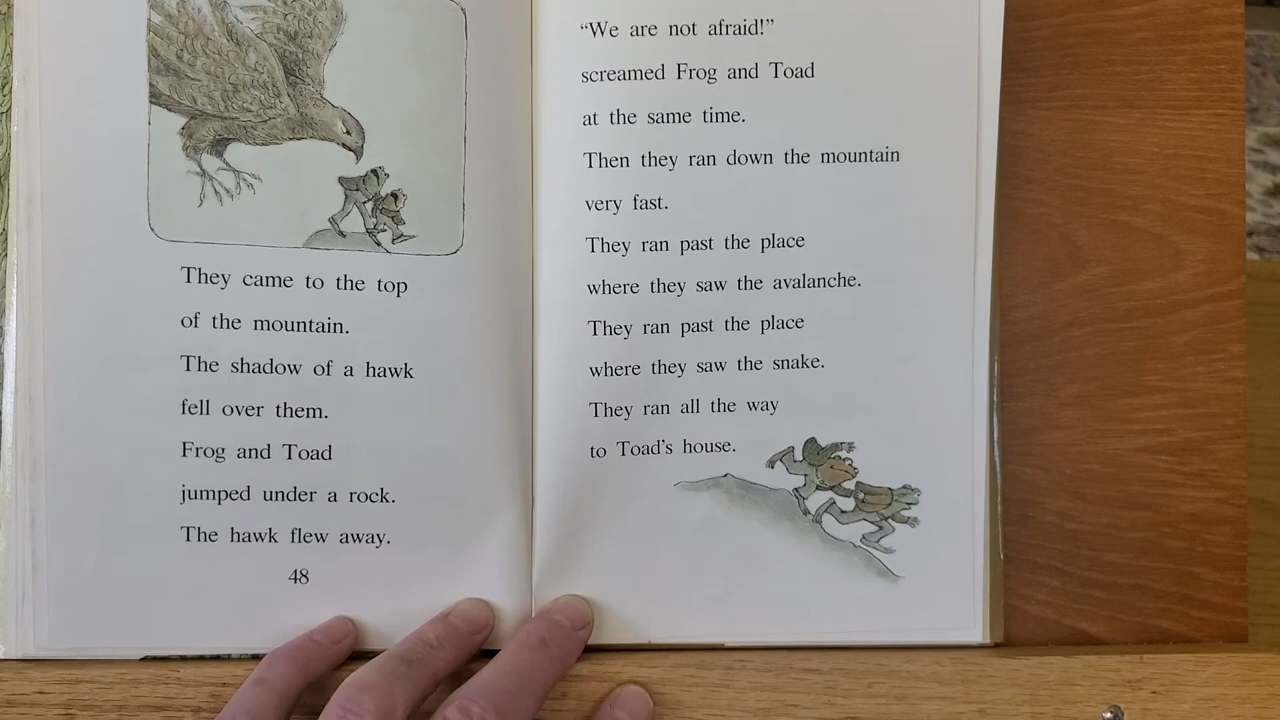 They came to the top
of the mountain.
The shadow of a hawk
fell over them.
Frog and Toad
jumped under a rock.
The hawk flew away.
48
“We are not afraid!”
screamed Frog and Toad
at the same time.
Then they ran down the mountain
very fast.
They ran past the place
where they saw the avalanche.
They ran past the place
where they saw the snake.
They ran all the way
to Toad’s house.